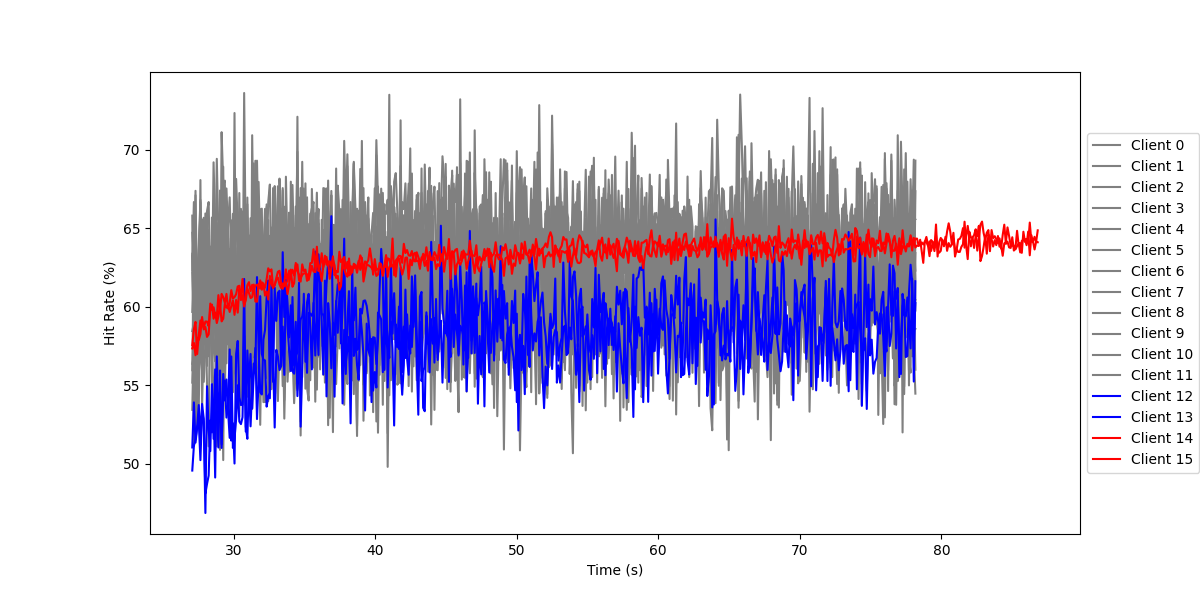 70
65
60
55
50
Hit Rate (%)
30
40
50
60
70
80
Time (s)
Client 0
Client 1
Client 2
Client 3
Client 4
Client 5
Client 6
Client 7
Client 8
Client 9
Client 10
Client 11
Client 12
Client 13
Client 14
Client 15